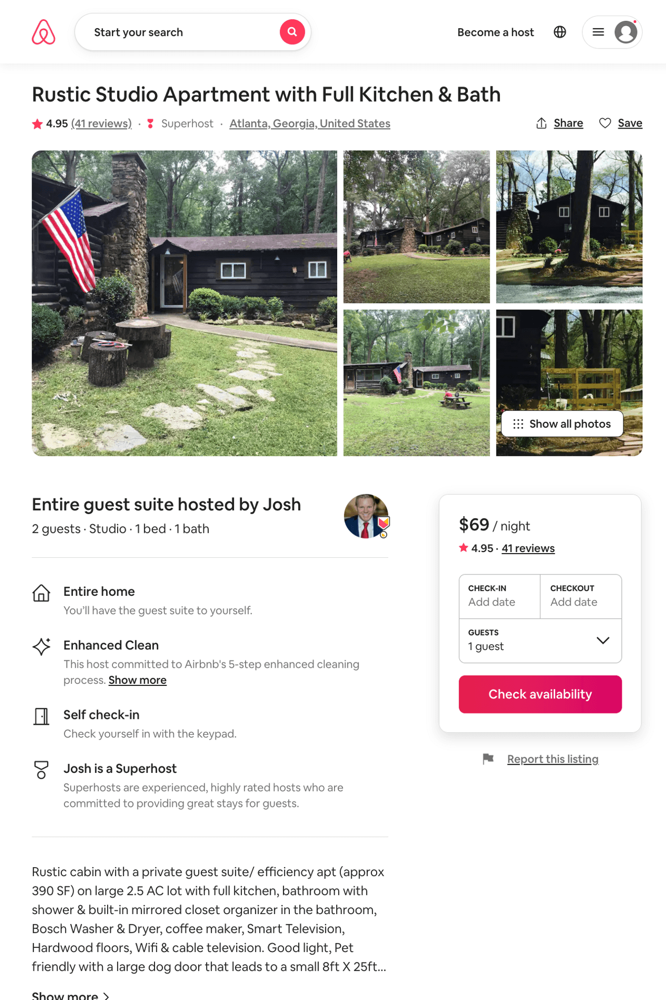 Start your search
Become a host
Rustic Studio Apartment with Full Kitchen & Bath
4.95 (41 reviews) · Superhost · Atlanta, Georgia, United States
Share
Save
Show all photos
Entire guest suite hosted by Josh
2 guests · Studio · 1 bed · 1 bath
Entire home
You’ll have the guest suite to yourself.
Enhanced Clean
This host committed to Airbnb's 5-step enhanced cleaning
process. Show more
Self check-in
Check yourself in with the keypad.
Josh is a Superhost
Superhosts are experienced, highly rated hosts who are
committed to providing great stays for guests.
$69 / night
4.95 · 41 reviews
CHECK-IN
Add date
CHECKOUT
Add date
GUESTS
1 guest
Check availability
Report this listing
Rustic cabin with a private guest suite/ efficiency apt (approx
390 SF) on large 2.5 AC lot with full kitchen, bathroom with
shower & built-in mirrored closet organizer in the bathroom,
Bosch Washer & Dryer, coffee maker, Smart Television,
Hardwood floors, Wifi & cable television. Good light, Pet
friendly with a large dog door that leads to a small 8ft X 25ft...
Show more